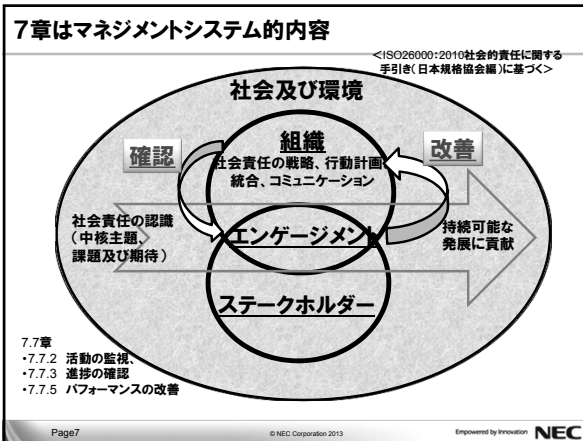 7章はマネジメントシステム的内容
<ISO26000:2010社会的責任に関する
手引き(日本規格協会編)に基づく>
社会及び環境
組織
確認
改善
社会責任の戦略、行動計画
統合、コミュニケーション
社会責任の認識
(中核主題、
課題及び期待)
エンゲージメント
持続可能な
発展に貢献
ステークホルダー
7.7章
・7.7.2 活動の監視、
・7.7.3 進捗の確認
・7.7.5 パフォーマンスの改善
Page7
© NEC Corporation 2013
Empowered by Innovation NEC